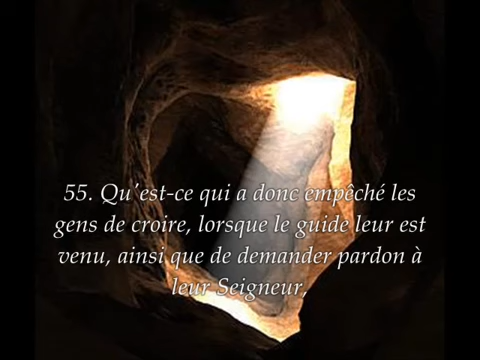 55. Qu'est-ce qui a donc empêché les
gens de croire, lorsque le guide leur est
venu, ainsi que de demander pardon à
leur Seigneur,